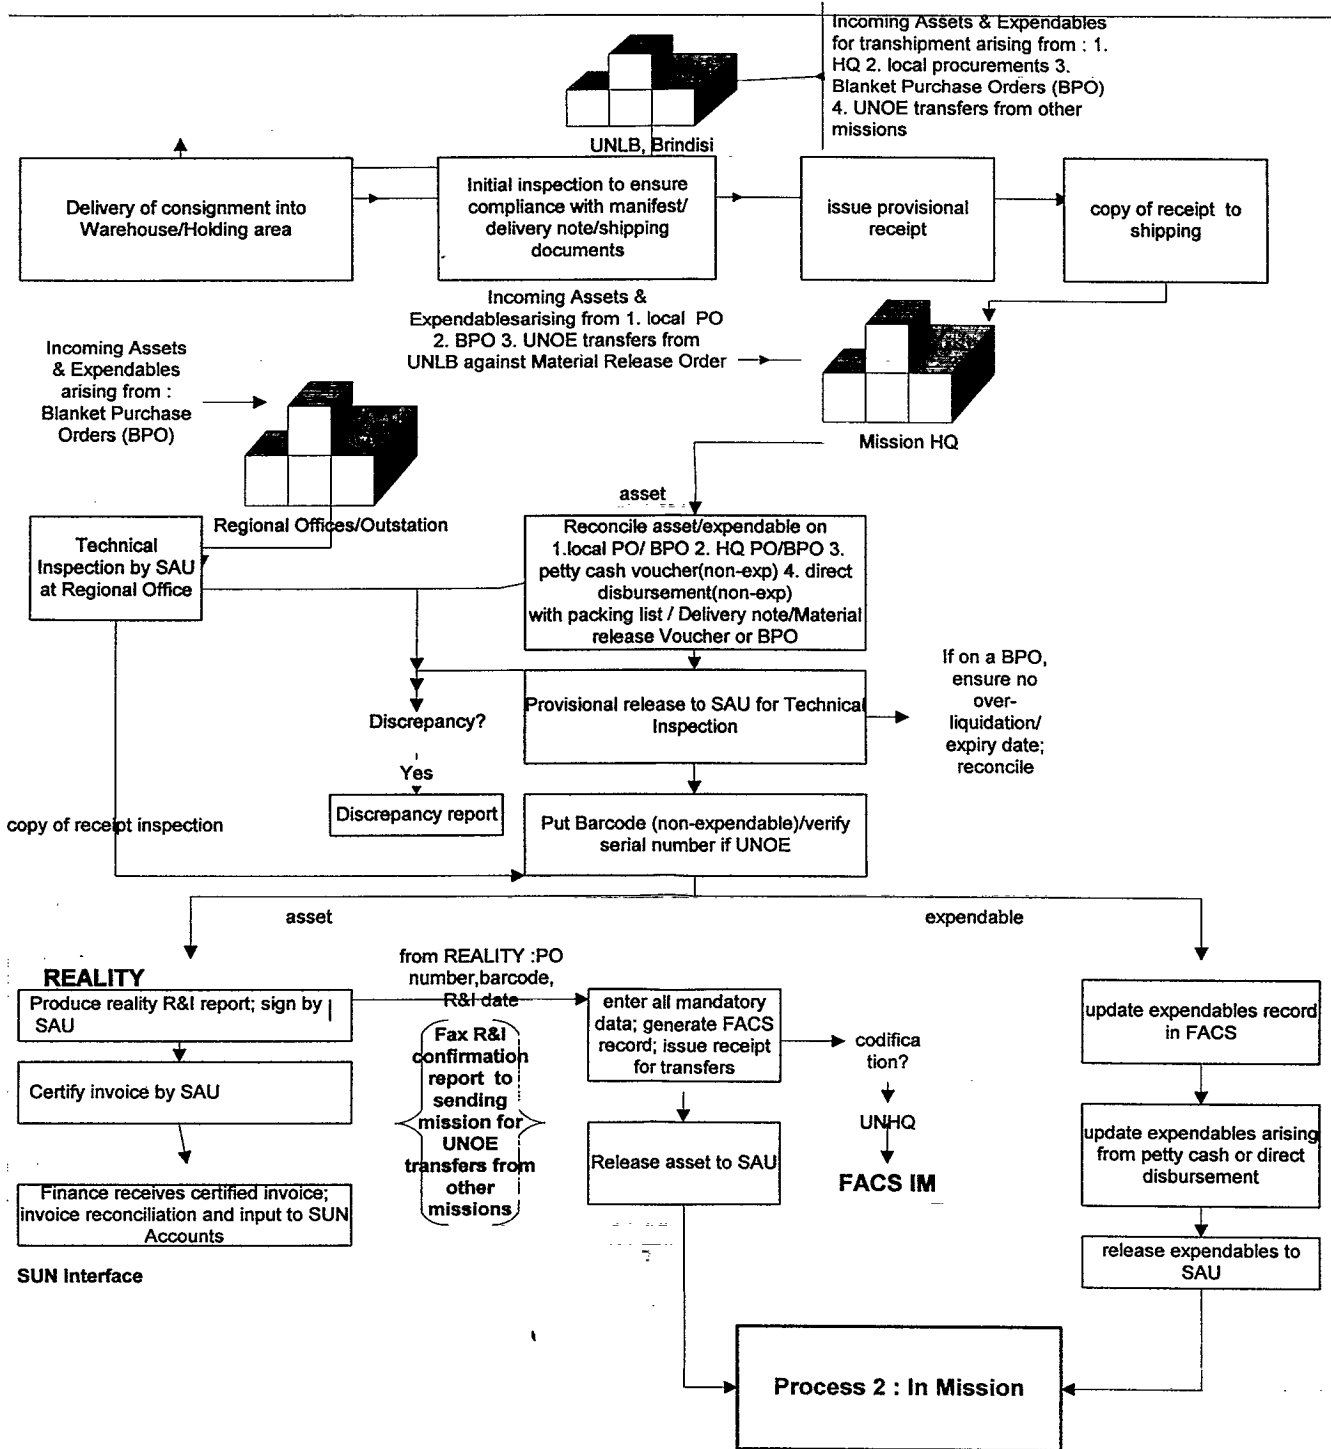 Incoming Assets & Expendables
for transhipment arising from : 1.
HQ 2. local procurements 3.
Blanket Purchase Orders (BPO)
4. UNOE transfers from other
missions
UNLB, Brindisi
Delivery of consignment into
Warehouse/Holding area
Initial inspection to ensure
compliance with manifest/
delivery note/shipping
documents
issue provisional
receipt
copy of receipt to
shipping
Incoming Assets &
Expendablesarising from 1. local PO
2. BPO 3. UNOE transfers from
UNLB against Material Release Order
Mission HQ
Incoming Assets
& Expendables
arising from :
Blanket Purchase
Orders (BPO)
Regional Offices/Outstation
asset
Technical
Inspection by SAU
at Regional Office
Reconcile asset/expendable on
1.local PO/ BPO 2. HQ PO/BPO 3.
petty cash voucher(non-exp) 4. direct
disbursement(non-exp)
with packing list / Delivery note/Material
release Voucher or BPO
Provisional release to SAU for Technical
Inspection
If on a BPO,
ensure no
over-
liquidation/
expiry date;
reconcile
Discrepancy?
Yes
Discrepancy report
Put Barcode (non-expendable)/verify
serial number if UNOE
copy of receipt inspection
asset
expendable
REALITY
Produce reality R&I report; sign by
SAU
Certify invoice by SAU
Finance receives certified invoice;
invoice reconciliation and input to SUN
Accounts
SUN Interface
from REALITY :PO
number,barcode,
R&I date
Fax R&I
confirmation
report to
sending
mission for
UNOE
transfers from
other
missions
enter all mandatory
data; generate FACS
record; issue receipt
for transfers
Release asset to SAU
codifica
tion?
UNHQ
FACS IM
update expendables record
in FACS
update expendables arising
from petty cash or direct
disbursement
release expendables to
SAU
Process 2 : In Mission